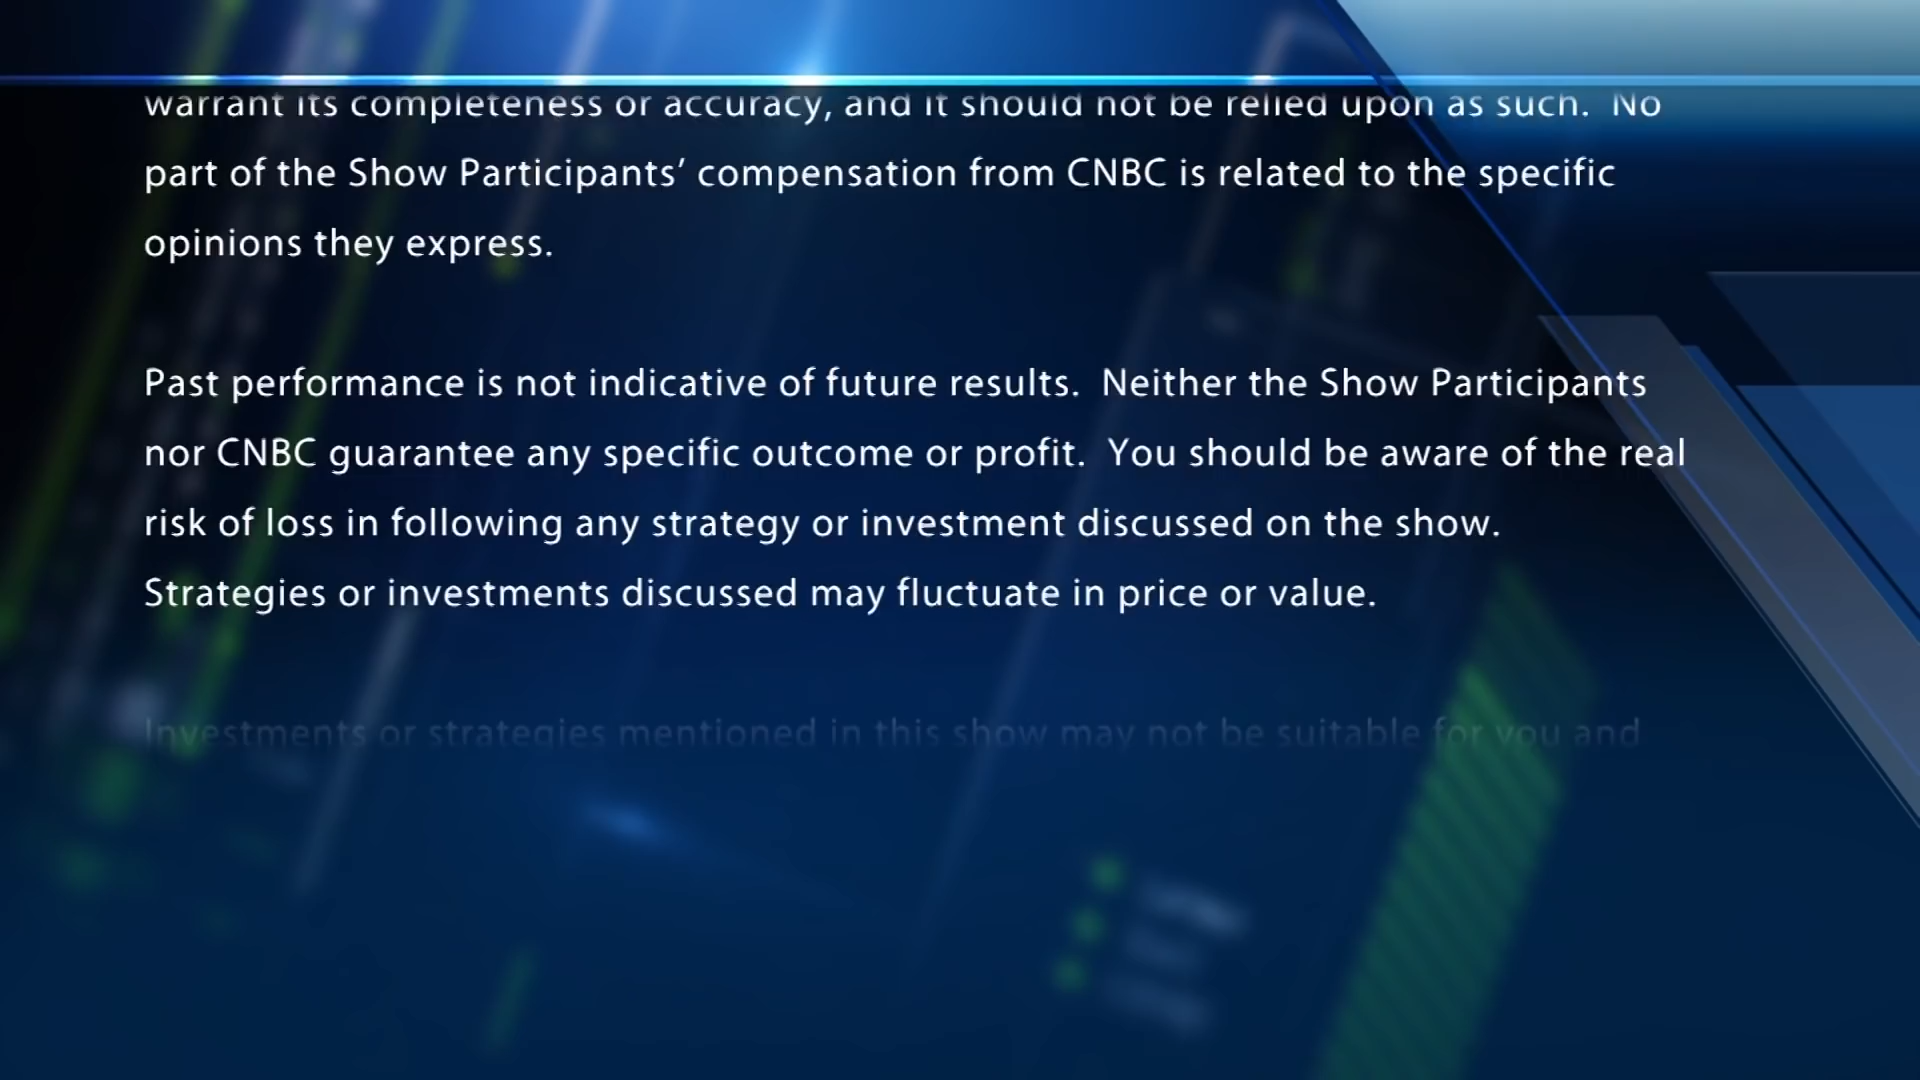 warrant its completeness or accuracy, and it should not be relied upon as such.  No
part of the Show Participants’ compensation from CNBC is related to the specific
opinions they express.
Past performance is not indicative of future results.  Neither the Show Participants
nor CNBC guarantee any specific outcome or profit.  You should be aware of the real
risk of loss in following any strategy or investment discussed on the show.
Strategies or investments discussed may fluctuate in price or value.
Investments or strategies mentioned in this show may not be suitable for you and